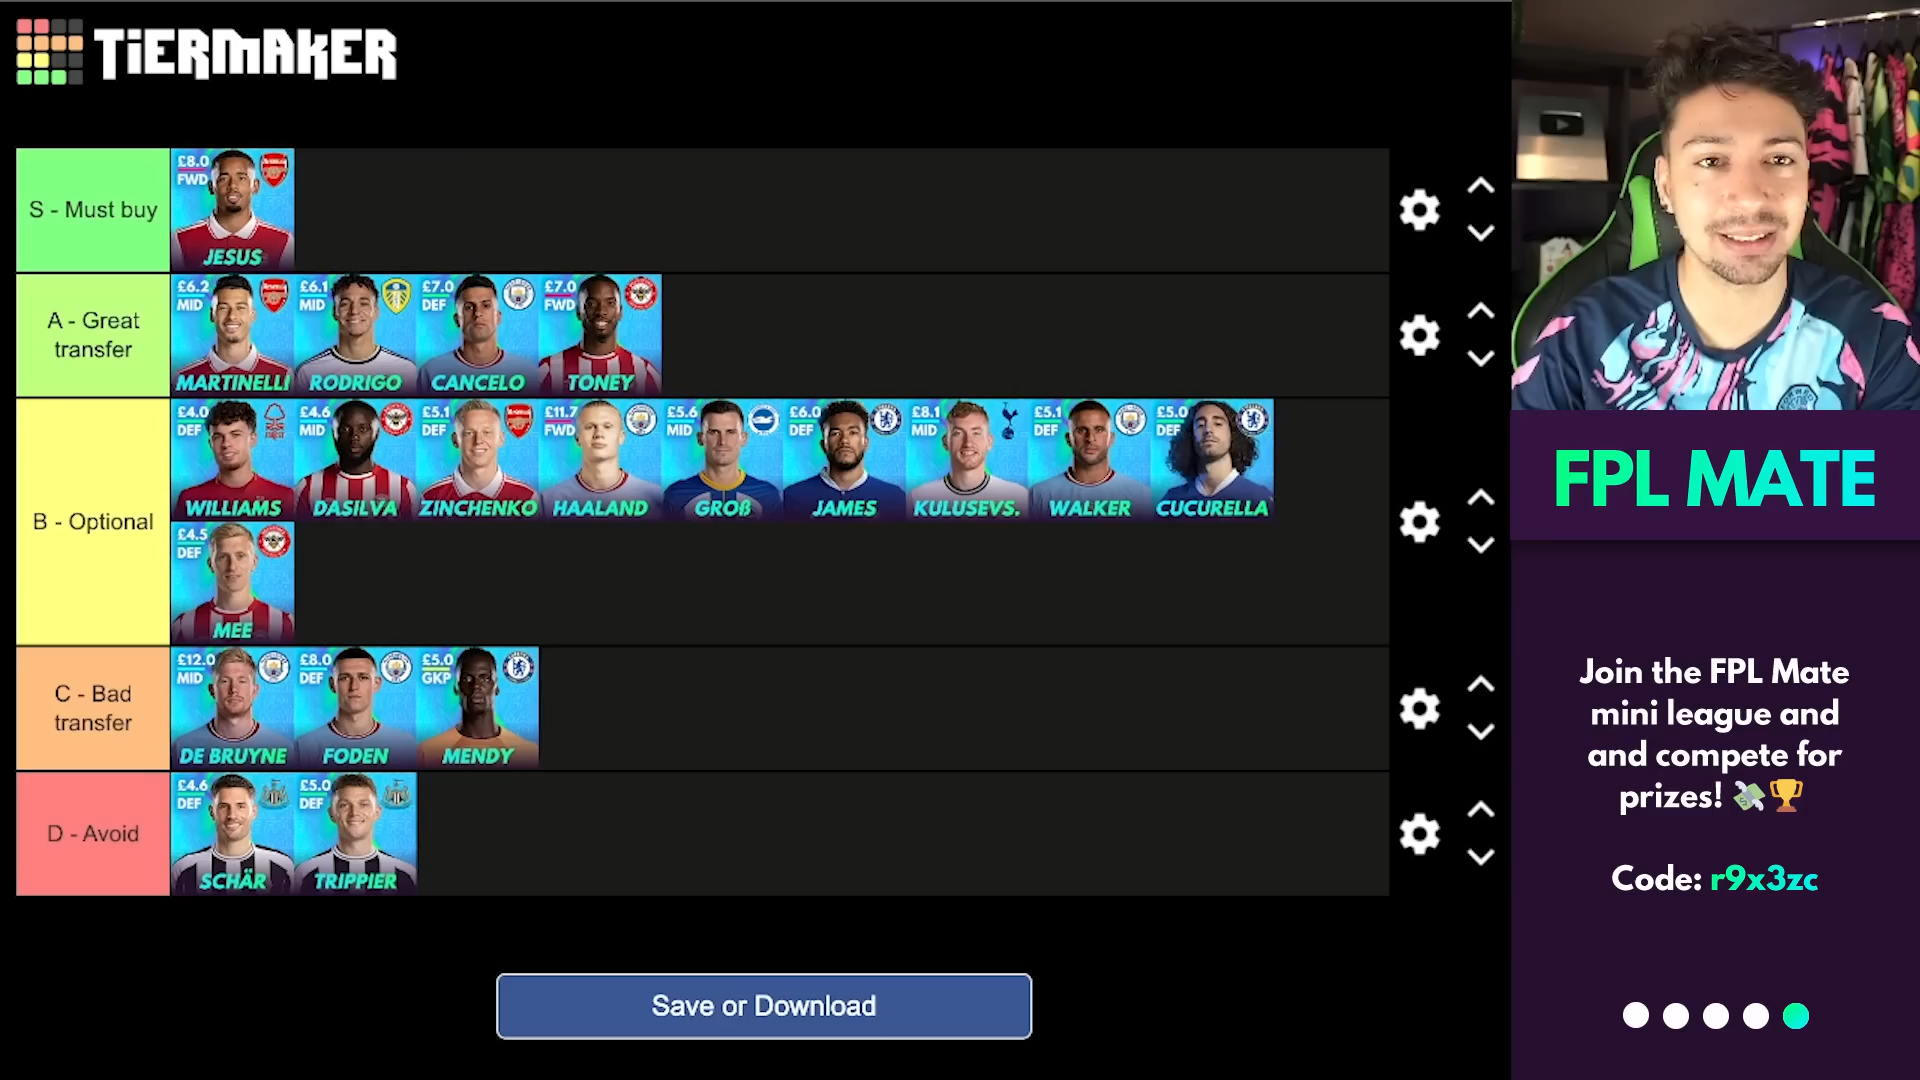 TiERMAKER
S - Must buy
£8.0
FWD
JESUS
A - Great
transfer
£6.2
MID
MARTINELLI
£6.1
MID
RODRIGO
£7.0
DEF
CANCELO
£7.0
FWD
TONEY
B - Optional
£4.0
DEF
WILLIAMS
£4.6
MID
DASILVA
£5.1
DEF
ZINCHENKO
£11.7
FWD
HAALAND
£5.6
MID
GROß
£6.0
DEF
JAMES
£8.1
MID
KULUSEVS.
£5.1
DEF
WALKER
£5.0
DEF
CUCURELLA
£4.5
DEF
MEE
C - Bad
transfer
£12.0
MID
DE BRUYNE
£8.0
DEF
FODEN
£5.0
GKP
MENDY
D - Avoid
£4.6
DEF
SCHÄR
£5.0
DEF
TRIPPIER
Save or Download
FPL MATE
Join the FPL Mate
mini league and
and compete for
prizes! 💸🏆
Code: r9x3zc